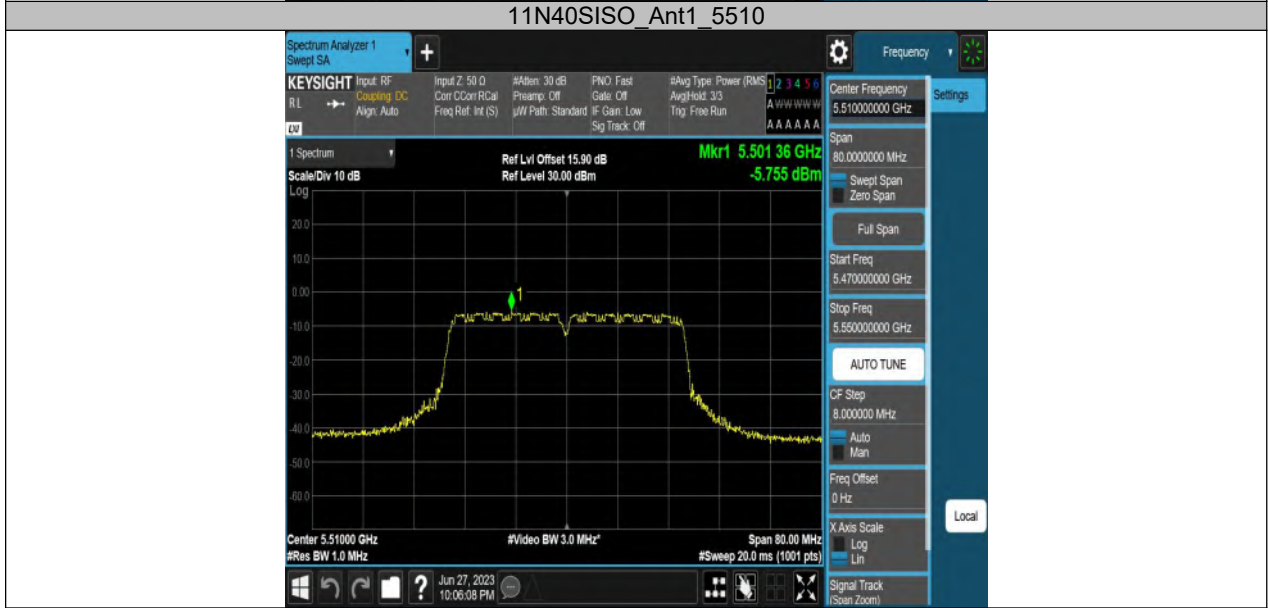 11N40SISO_Ant1_5510
Spectrum Analyzer 1
Swept SA
+
Frequency
KEYSIGHT
RL
LXI
Input: RF
Coupling: DC
Align: Auto
Input Z: 50 Ω
Corr CCorr RCal
Freq Ref: Int (S)
#Atten: 30 dB
Preamp: Off
µW Path: Standard
PNO: Fast
Gate: Off
IF Gain: Low
Sig Track: Off
#Avg Type: Power (RMS
Avg|Hold: 3/3
Trig: Free Run
1 2 3 4 5 6
A W W W W W
A A A A A A
1 Spectrum
Scale/Div 10 dB
Log
Ref Lvl Offset 15.90 dB
Ref Level 30.00 dBm
Mkr1 5.501 36 GHz
-5.755 dBm
20.0
10.0
0.00
-10.0
-20.0
-30.0
-40.0
-50.0
-60.0
1
Center 5.51000 GHz
#Res BW 1.0 MHz
#Video BW 3.0 MHz*
Span 80.00 MHz
#Sweep 20.0 ms (1001 pts)
Center Frequency
5.510000000 GHz
Settings
Span
80.0000000 MHz
Swept Span
Zero Span
Full Span
Start Freq
5.470000000 GHz
Stop Freq
5.550000000 GHz
AUTO TUNE
CF Step
8.000000 MHz
Auto
Man
Freq Offset
0 Hz
X Axis Scale
Log
Lin
Local
Signal Track
(Span Zoom)
?
Jun 27, 2023
10:06:08 PM